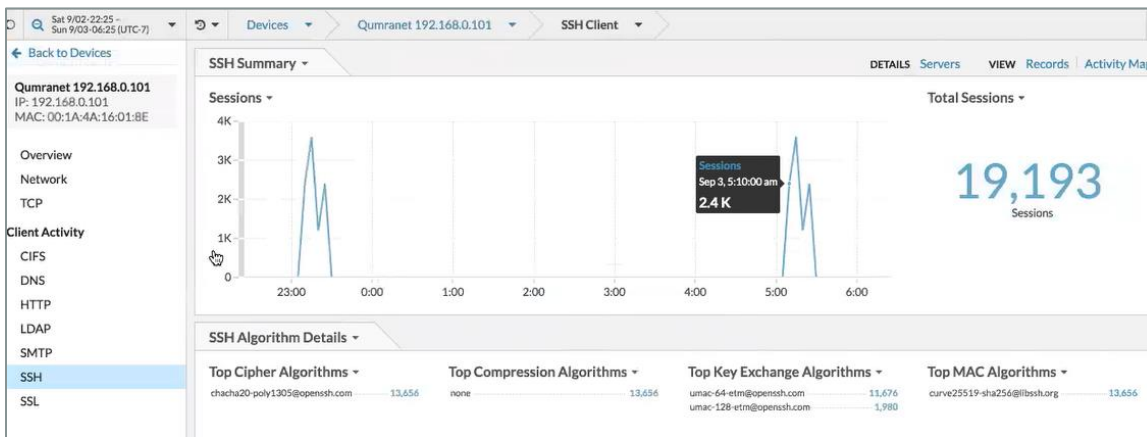 Sat 9/02-22:25 –
Sun 9/03-06:25 (UTC-7)
Devices
Qumranet 192.168.0.101
SSH Client
Back to Devices
Qumranet 192.168.0.101
IP: 192.168.0.101
MAC: 00:1A:4A:16:01:8E
Overview
Network
TCP
Client Activity
CIFS
DNS
HTTP
LDAP
SMTP
SSH
SSL
SSH Summary
DETAILS Servers VIEW Records Activity Ma
Sessions
4K
3K
2K
1K
0
23:00 0:00 1:00 2:00 3:00 4:00 5:00 6:00
Sessions
Sep 3, 5:10:00 am
2.4 K
Total Sessions
19,193
Sessions
SSH Algorithm Details
Top Cipher Algorithms
chacha20-poly1305@openssh.com 13,656
Top Compression Algorithms
none 13,656
Top Key Exchange Algorithms
umac-64-etm@openssh.com 11,676
umac-128-etm@openssh.com 1,980
Top MAC Algorithms
curve25519-sha256@libssh.org 13,656